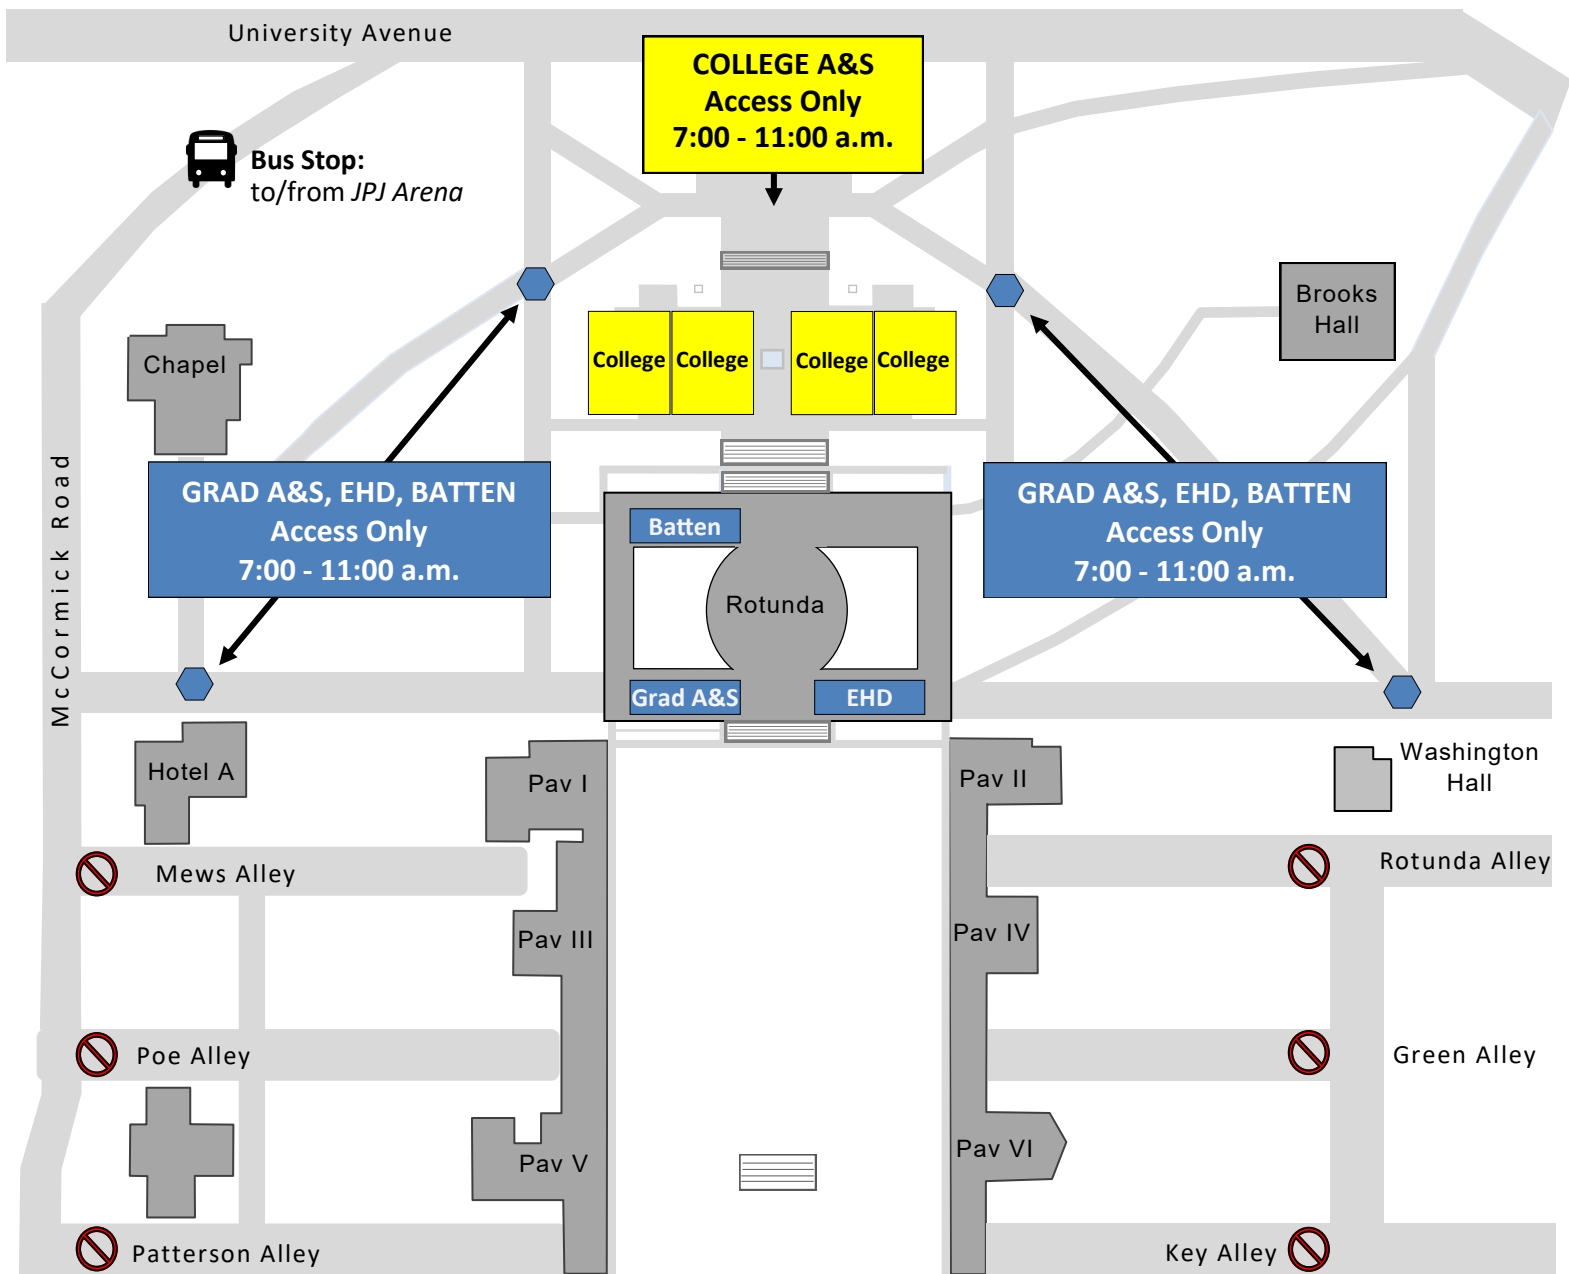 University Avenue
COLLEGE A&S
Access Only
7:00 - 11:00 a.m.
Bus Stop:
to/from JPJ Arena
Brooks
Hall
Chapel
College
College
College
College
McCormick Road
GRAD A&S, EHD, BATTEN
Access Only
7:00 - 11:00 a.m.
GRAD A&S, EHD, BATTEN
Access Only
7:00 - 11:00 a.m.
Batten
Rotunda
Grad A&S
EHD
Hotel A
Pav I
Pav II
Washington
Hall
Mews Alley
Rotunda Alley
Pav III
Pav IV
Poe Alley
Green Alley
Pav V
Pav VI
Patterson Alley
Key Alley